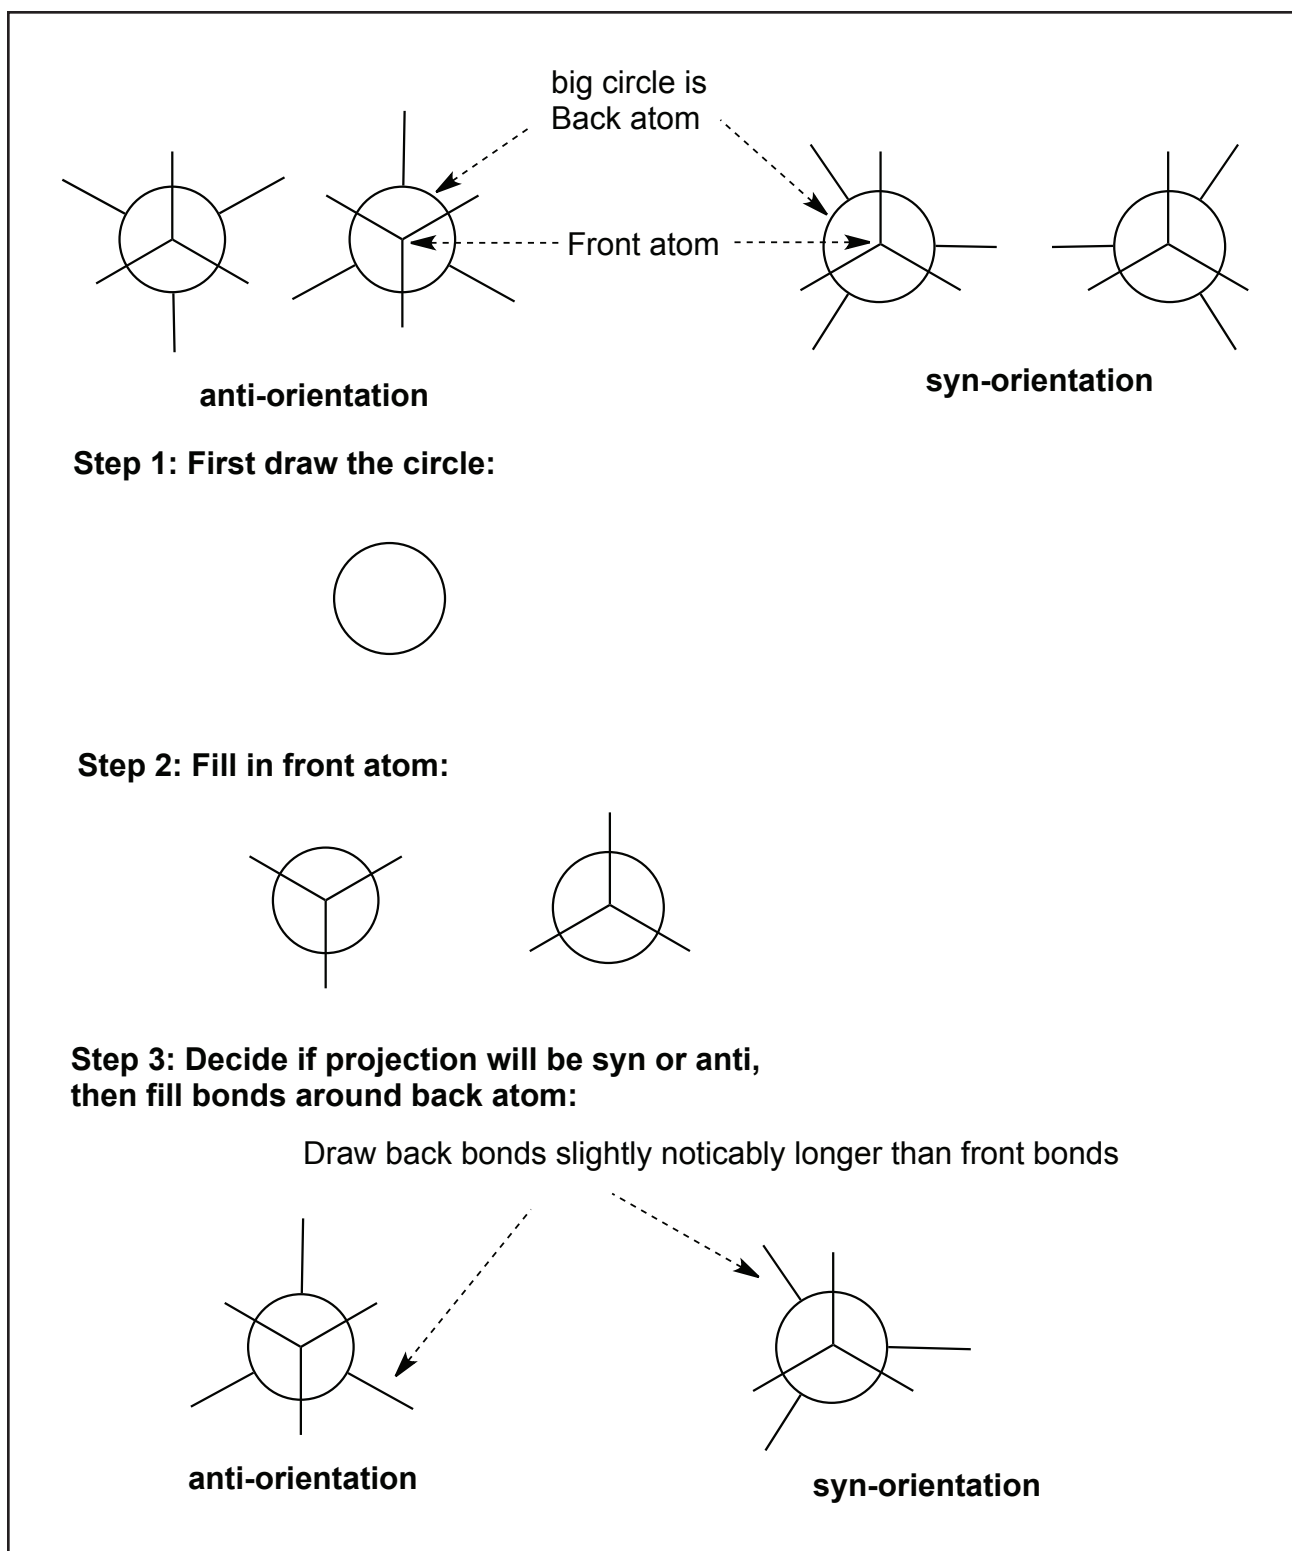 big circle is
Back atom
Front atom
anti-orientation
syn-orientation
Step 1: First draw the circle:
Step 2: Fill in front atom:
Step 3: Decide if projection will be syn or anti,
then fill bonds around back atom:
Draw back bonds slightly noticably longer than front bonds
anti-orientation
syn-orientation